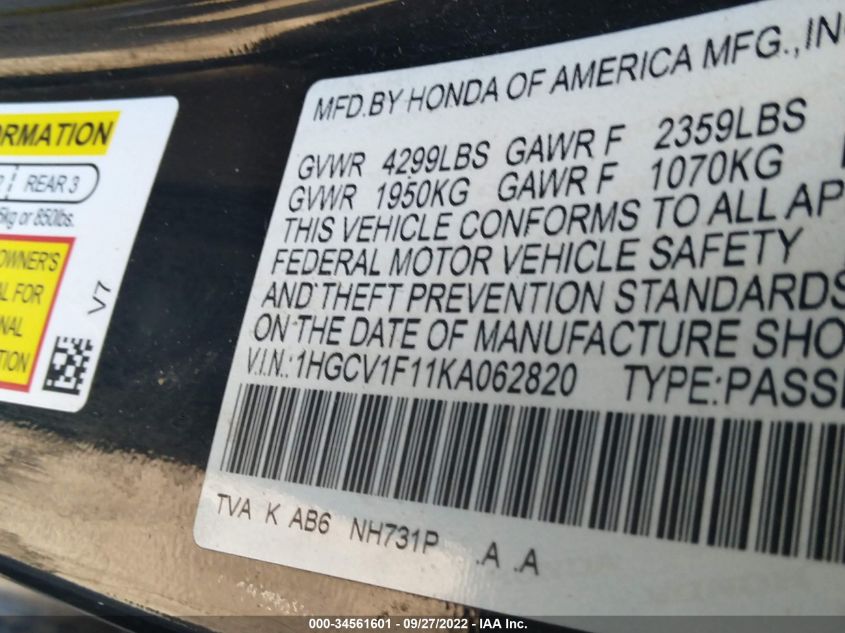 ORMATION
REAR 3
kg or 850lbs.
OWNER'S
AL FOR
NAL
TION
V7
MFD.BY HONDA OF AMERICA MFG.,IN
GVWR 4299LBS GAWR F 2359LBS
GVWR 1950KG GAWR F 1070KG
THIS VEHICLE CONFORMS TO ALL AP
FEDERAL MOTOR VEHICLE SAFETY
AND THEFT PREVENTION STANDARDS
ON THE DATE OF MANUFACTURE SHO
V.I.N.:1HGCV1F11KA062820 TYPE:PASS
TVA K AB6 NH731P .A .A
000-34561601 - 09/27/2022 - IAA Inc.